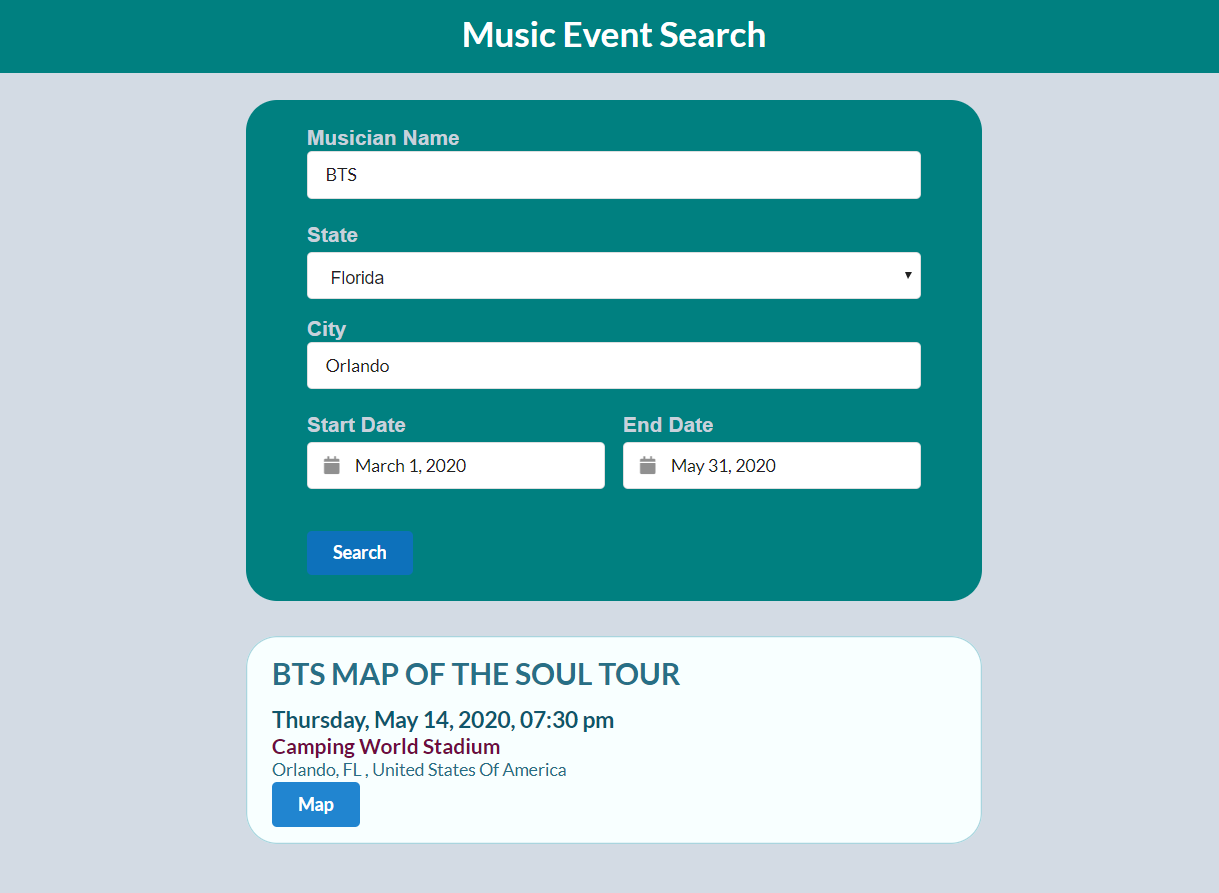 Music Event Search
Musician Name
BTS
State
Florida
City
Orlando
Start Date End Date
March 1, 2020 May 31, 2020
Search
BTS MAP OF THE SOUL TOUR
Thursday, May 14, 2020, 07:30 pm
Camping World Stadium
Orlando, FL , United States Of America
Map